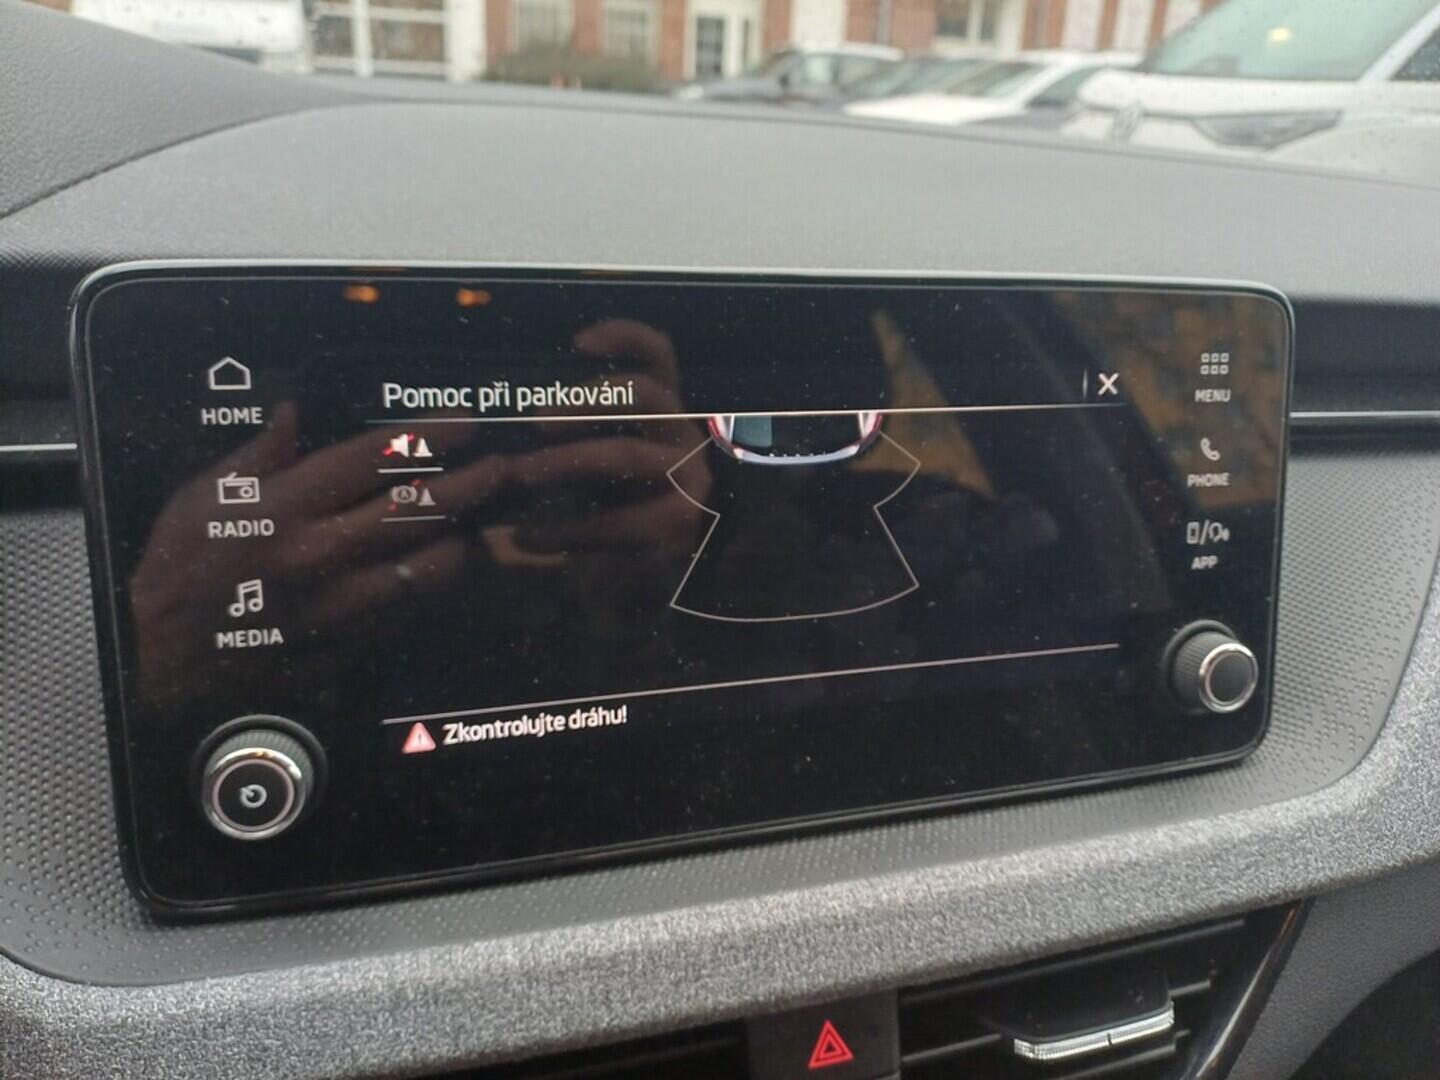 HOME
RADIO
MEDIA
Pomoc při parkování
Zkontrolujte dráhu!
MENU
PHONE
APP